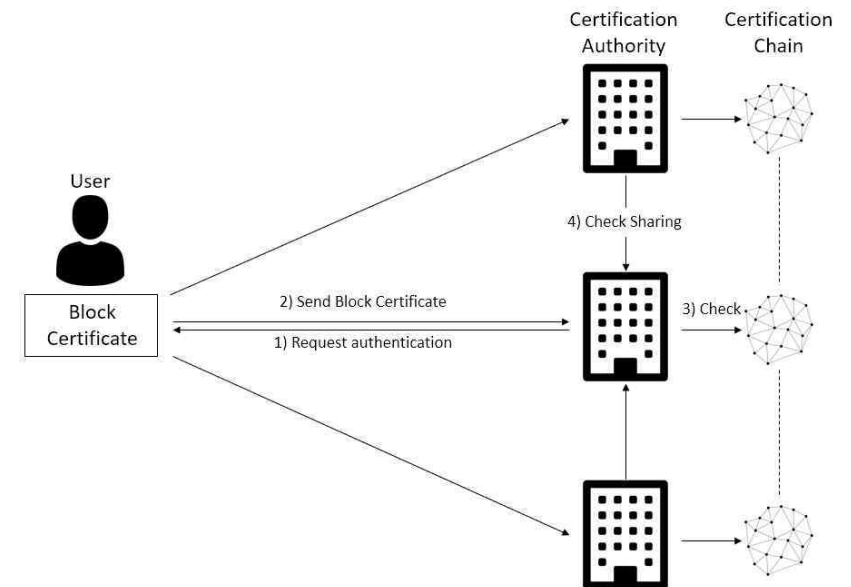 Certification
Authority
Certification
Chain
User
4) Check Sharing
2) Send Block Certificate
3) Check
Block
Certificate
1) Request authentication